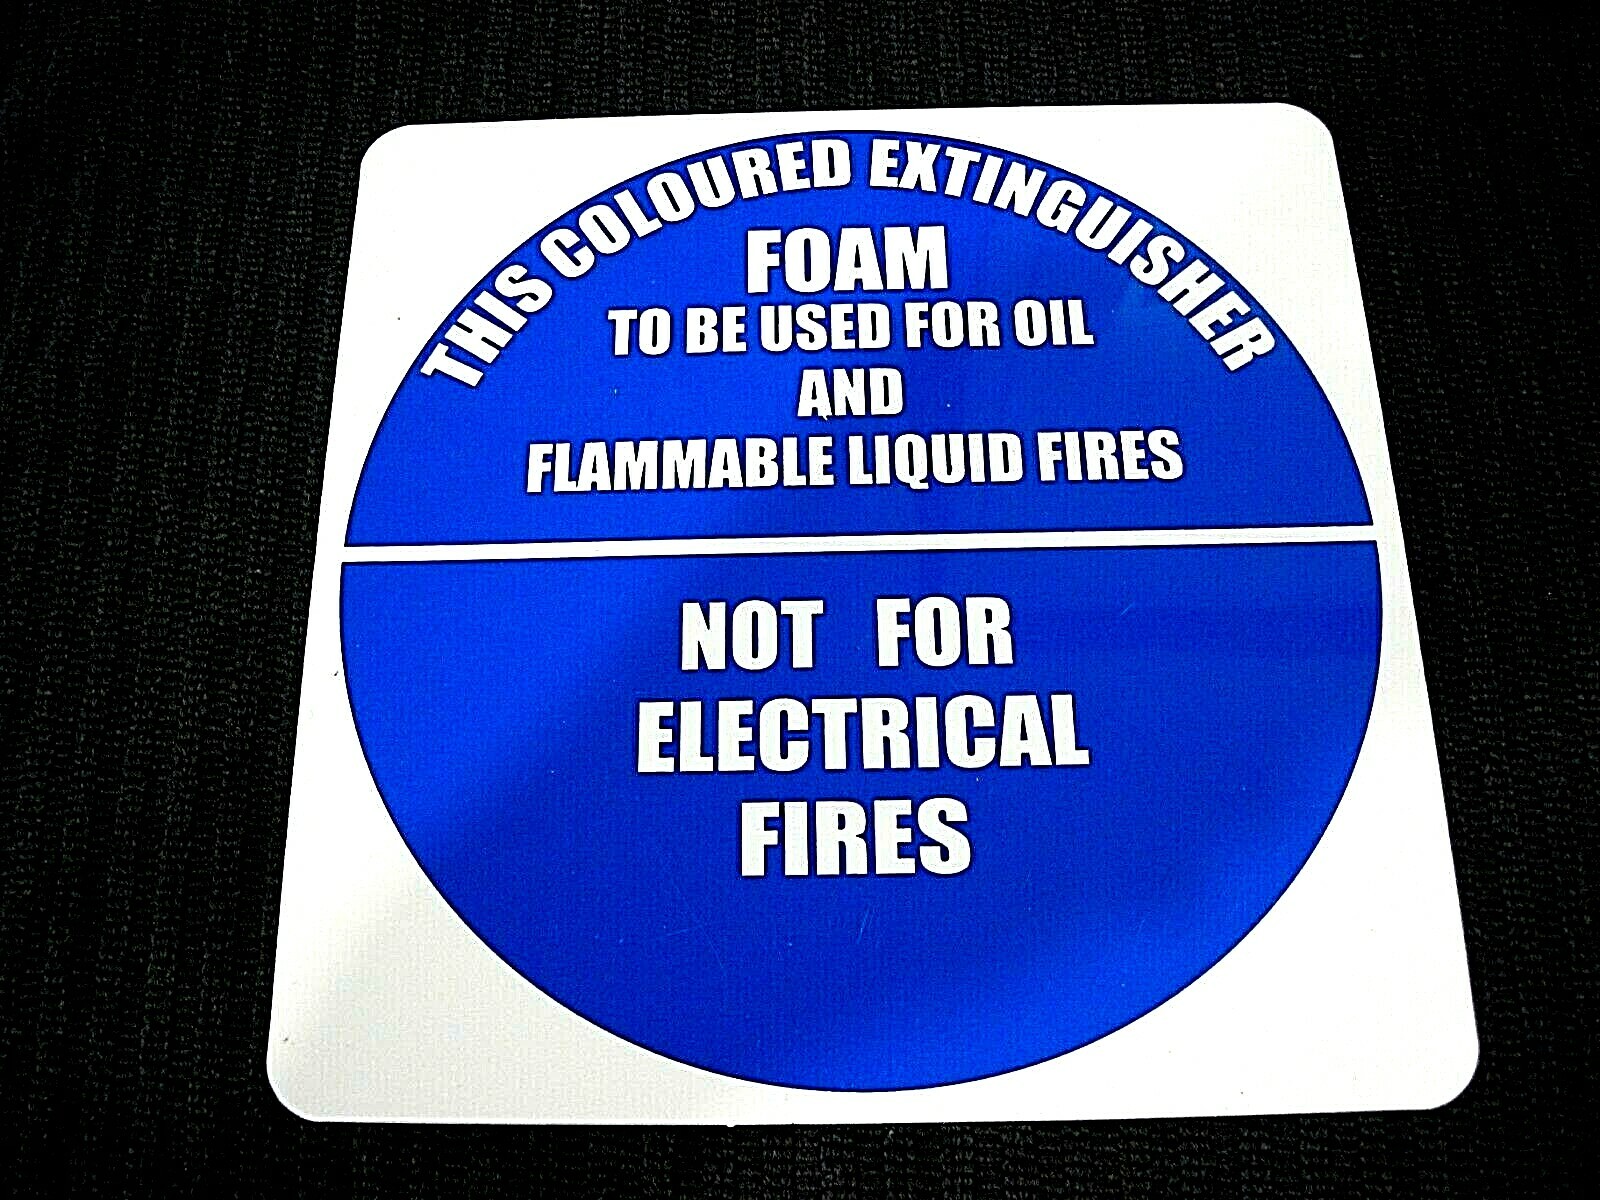 THIS COLOURED EXTINGUISHER
FOAM
TO BE USED FOR OIL
AND
FLAMMABLE LIQUID FIRES
NOT FOR
ELECTRICAL
FIRES